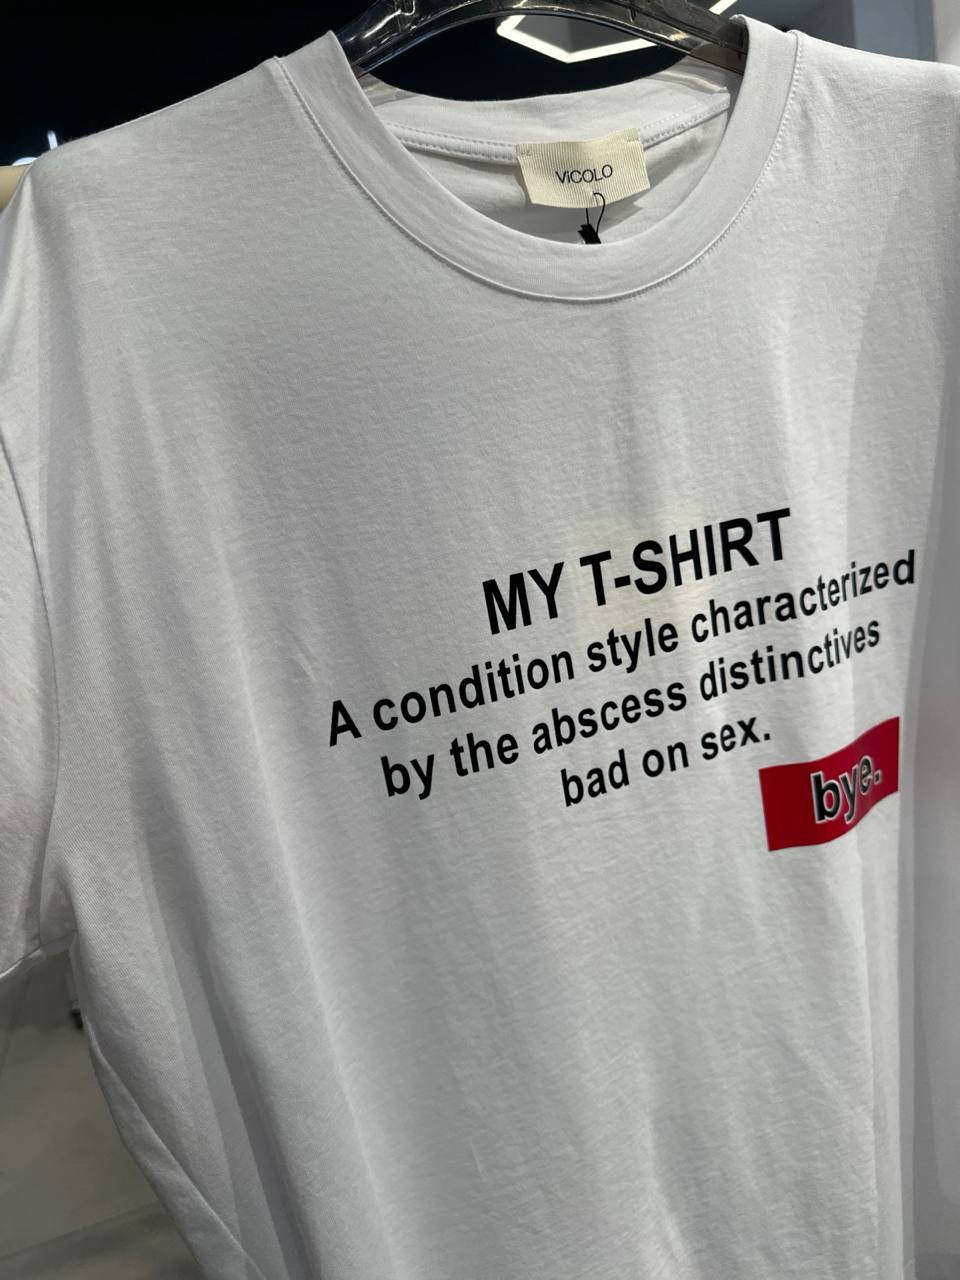 ViCOLO
MY T-SHIRT
A condition style characterized
by the abscess distinctives
bad on sex.
bye.